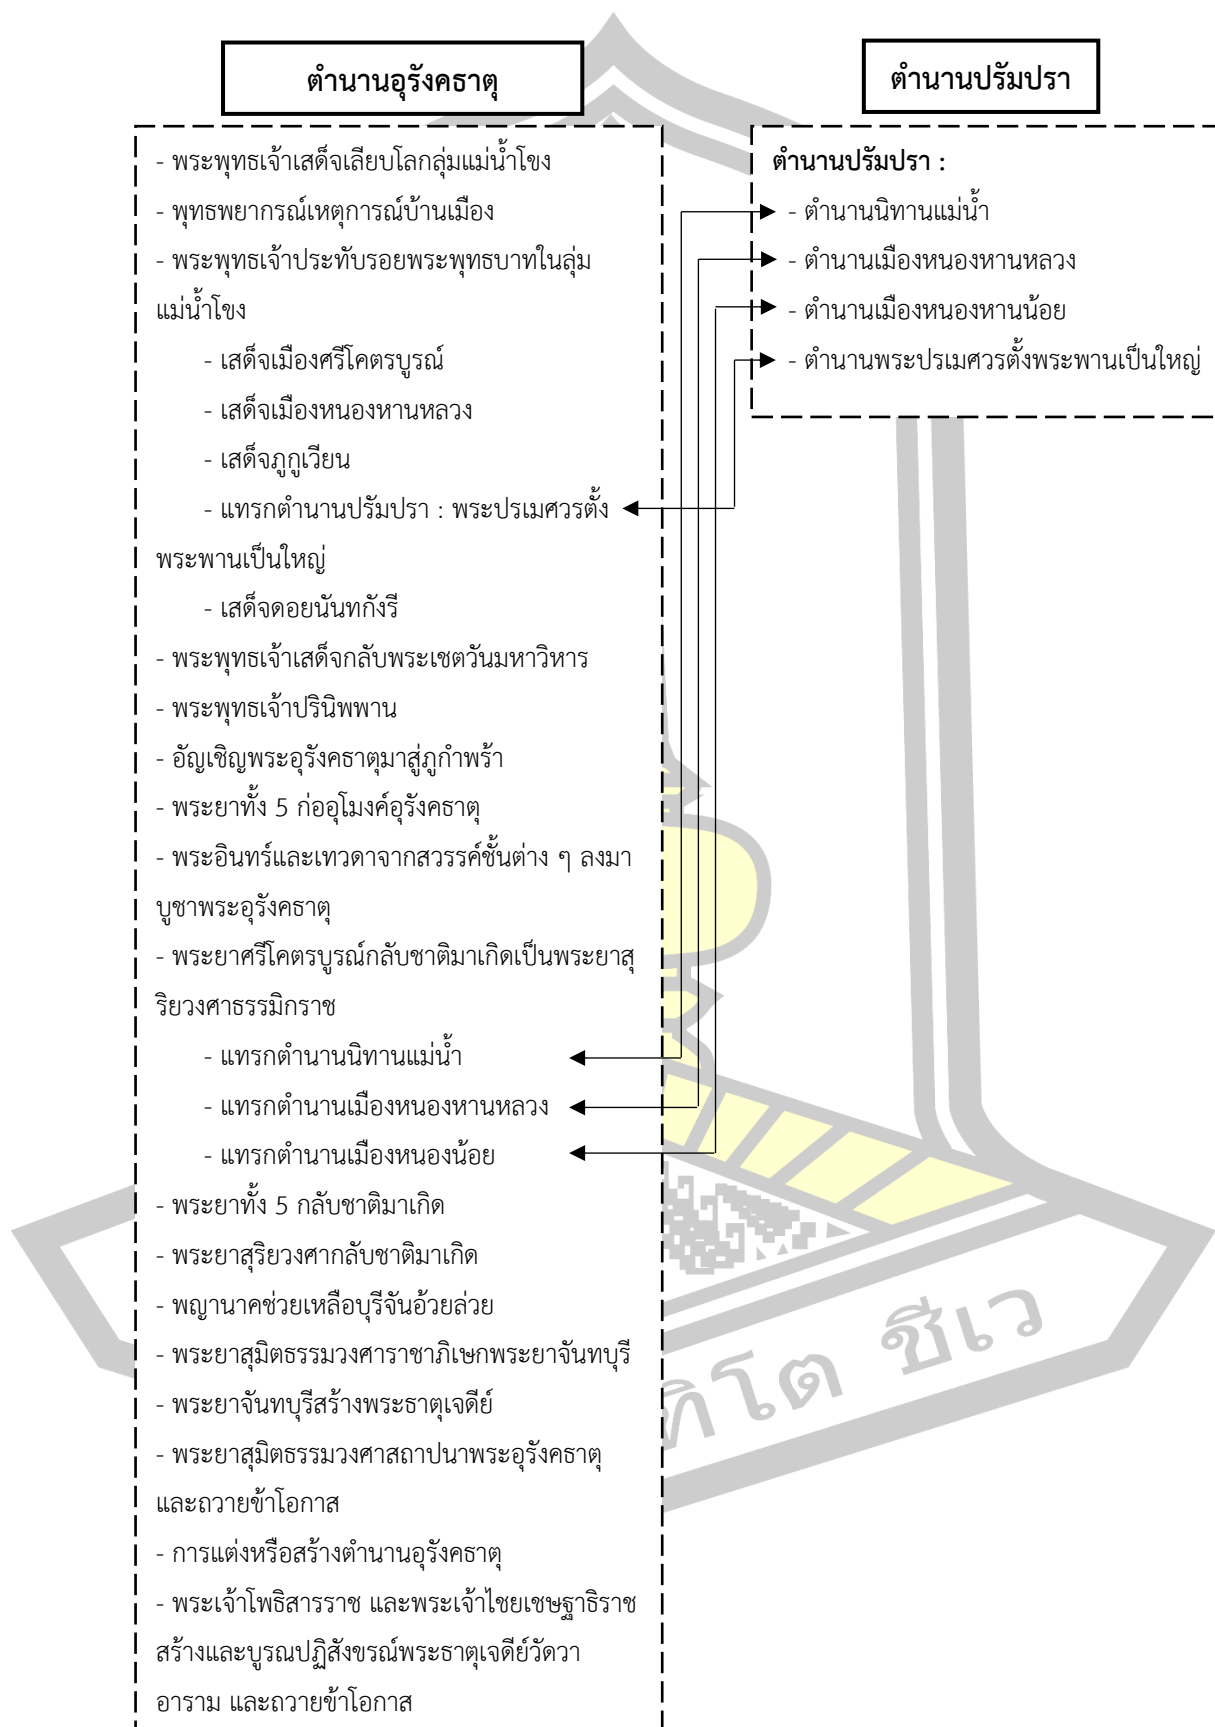 ตำนานอุรังคธาตุ
- พระพุทธเจ้าเสด็จเลียบโลกลุ่มแม่น้ำโขง
- พุทธพยากรณ์เหตุการณ์บ้านเมือง
- พระพุทธเจ้าประทับรอยพระพุทธบาทในลุ่ม
แม่น้ำโขง
- เสด็จเมืองศรีโคตรบูรณ์
- เสด็จเมืองหนองหานหลวง
- เสด็จภูกูเวียน
- แทรกตำนานปรัมปรา : พระปรเมศวรตั้ง
พระพานเป็นใหญ่
- เสด็จดอยนันทกังรี
- พระพุทธเจ้าเสด็จกลับพระเชตวันมหาวิหาร
- พระพุทธเจ้าปรินิพพาน
- อัญเชิญพระอุรังคธาตุมาสู่ภูกำพร้า
- พระยาทั้ง 5 ก่ออุโมงค์อุรังคธาตุ
- พระอินทร์และเทวดาจากสวรรค์ชั้นต่าง ๆ ลงมา
บูชาพระอุรังคธาตุ
- พระยาศรีโคตรบูรณ์กลับชาติมาเกิดเป็นพระยาสุ
ริยวงศาธรรมิกราช
- แทรกตำนานนิทานแม่น้ำ
- แทรกตำนานเมืองหนองหานหลวง
- แทรกตำนานเมืองหนองน้อย
- พระยาทั้ง 5 กลับชาติมาเกิด
- พระยาสุริยวงศากลับชาติมาเกิด
- พญานาคช่วยเหลือบุรีจันอ้วยล่วย
- พระยาสุมิตธรรมวงศาราชาภิเษกพระยาจันทบุรี
- พระยาจันทบุรีสร้างพระธาตุเจดีย์
- พระยาสุมิตธรรมวงศาสถาปนาพระอุรังคธาตุ
และถวายข้าโอกาส
- การแต่งหรือสร้างตำนานอุรังคธาตุ
- พระเจ้าโพธิสารราช และพระเจ้าไชยเชษฐาธิราช
สร้างและบูรณปฏิสังขรณ์พระธาตุเจดีย์วัดวา
อาราม และถวายข้าโอกาส
ตำนานปรัมปรา
ตำนานปรัมปรา :
- ตำนานนิทานแม่น้ำ
- ตำนานเมืองหนองหานหลวง
- ตำนานเมืองหนองหานน้อย
- ตำนานพระปรเมศวรตั้งพระพานเป็นใหญ่
ทิโต ชีเว